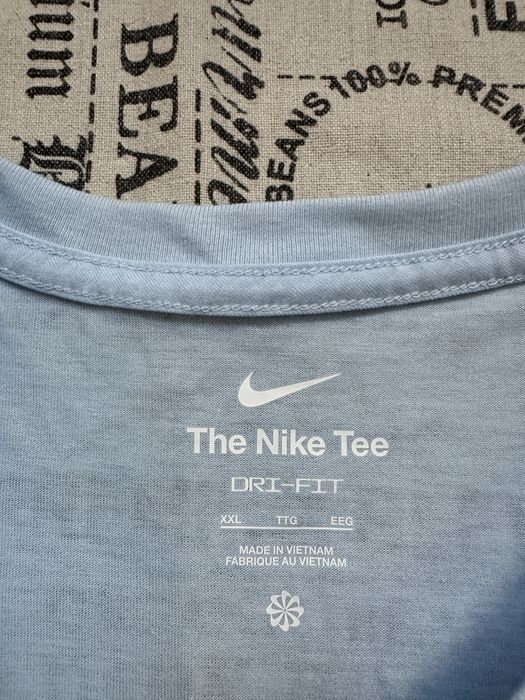 BEA
BEANS 100% PREM
The Nike Tee
DRI-FIT
XXL TTG EEG
MADE IN VIETNAM
FABRIQUE AU VIETNAM